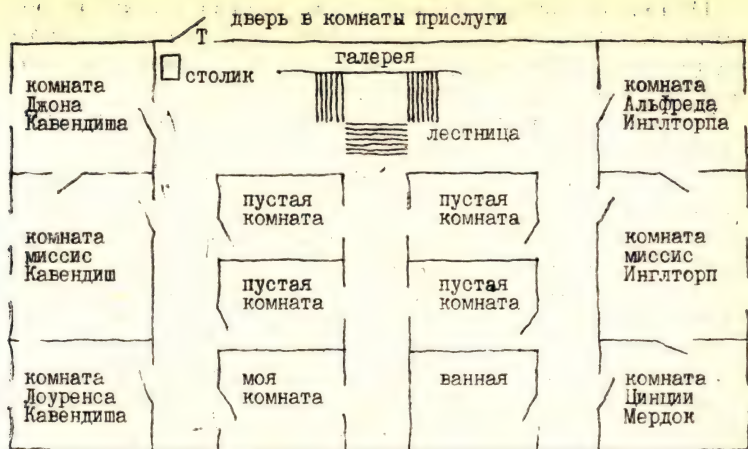 дверь в комнаты прислуги
Т
столик
галерея
лестница
комната
Джона
Кавендиша
комната
Альфреда
Инглторпа
пустая
комната
пустая
комната
комната
миссис
Кавендиш
пустая
комната
пустая
комната
комната
миссис
Инглторп
комната
Лоуренса
Кавендиша
моя
комната
ванная
комната
Цинции
Мердок